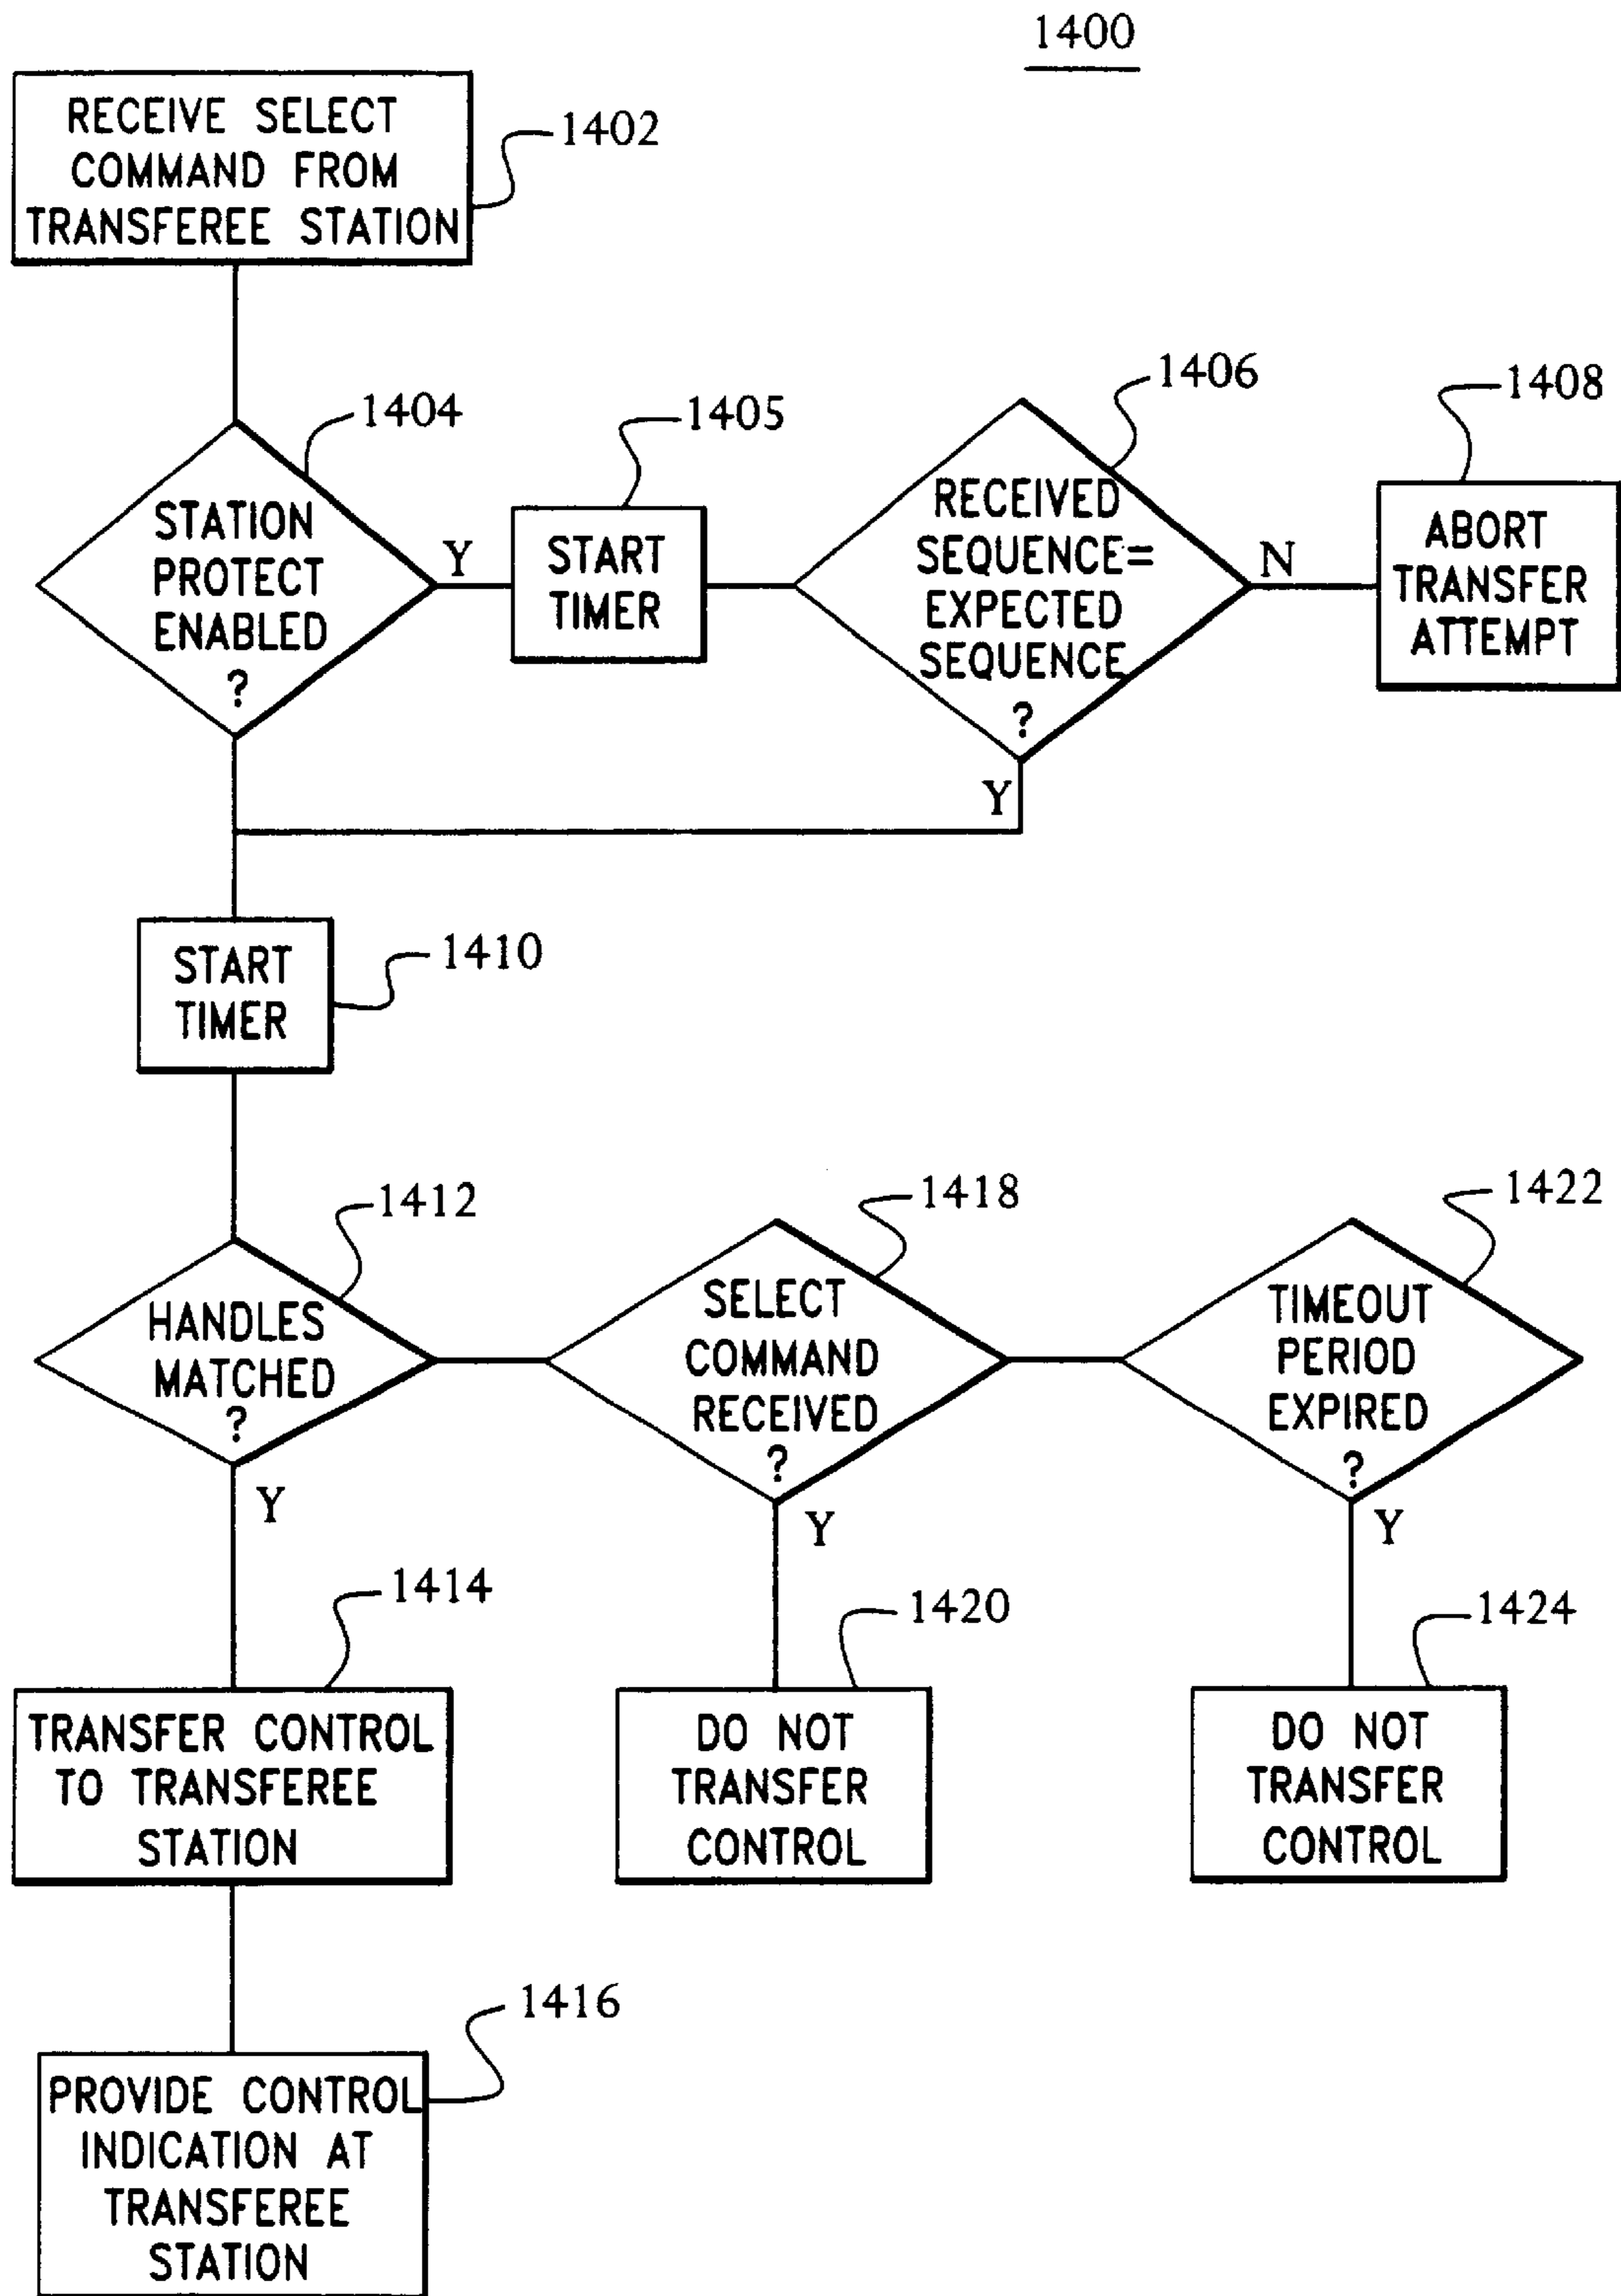 1400
RECEIVE SELECT
COMMAND FROM
TRANSFEREE STATION
1402
STATION
PROTECT
ENABLED
?
1404
Y
START
TIMER
1405
RECEIVED
SEQUENCE=
EXPECTED
SEQUENCE
?
1406
N
Y
ABORT
TRANSFER
ATTEMPT
1408
START
TIMER
1410
HANDLES
MATCHED
?
1412
Y
SELECT
COMMAND
RECEIVED
?
1418
Y
TIMEOUT
PERIOD
EXPIRED
?
1422
Y
TRANSFER CONTROL
TO TRANSFEREE
STATION
1414
DO NOT
TRANSFER
CONTROL
1420
DO NOT
TRANSFER
CONTROL
1424
PROVIDE CONTROL
INDICATION AT
TRANSFEREE
STATION
1416